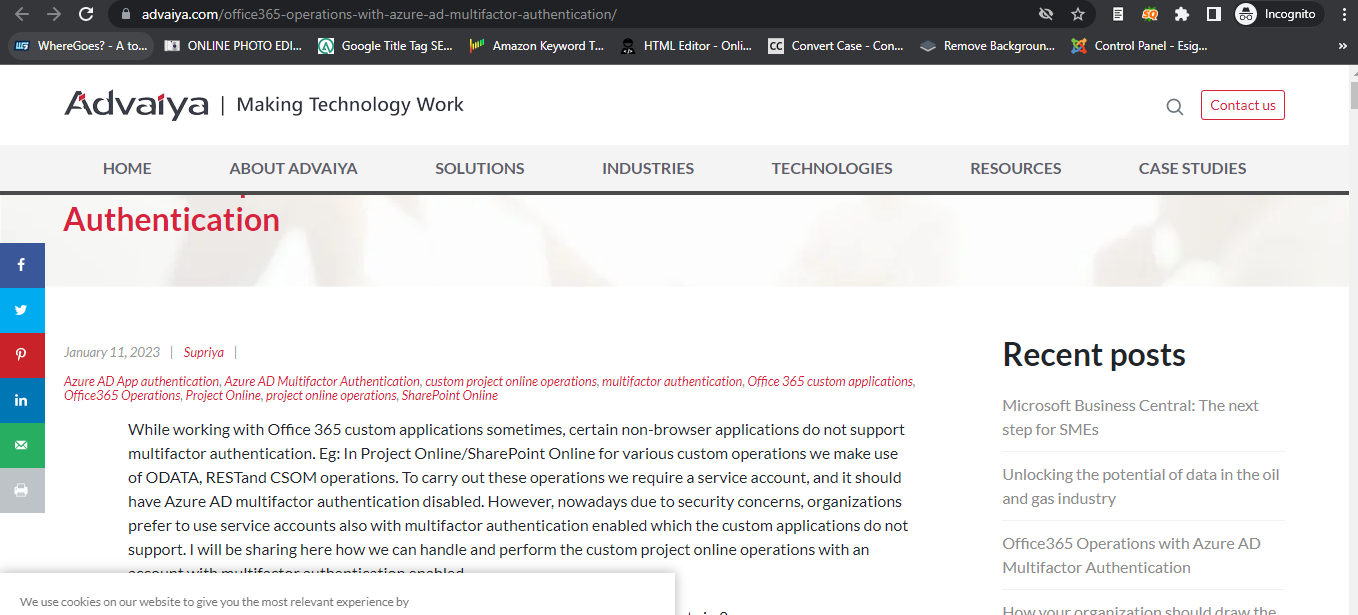 advaiya.com/office365-operations-with-azure-ad-multifactor-authentication/
Incognito
WhereGoes? - A to...
ONLINE PHOTO EDI...
Google Title Tag SE...
Amazon Keyword T...
HTML Editor - Onli...
CC
Convert Case - Con...
Remove Backgroun...
Control Panel - Esig...
»
Advaiya | Making Technology Work
Contact us
HOME
ABOUT ADVAIYA
SOLUTIONS
INDUSTRIES
TECHNOLOGIES
RESOURCES
CASE STUDIES
Authentication
January 11, 2023 | Supriya |
Azure AD App authentication, Azure AD Multifactor Authentication, custom project online operations, multifactor authentication, Office 365 custom applications,
Office365 Operations, Project Online, project online operations, SharePoint Online
While working with Office 365 custom applications sometimes, certain non-browser applications do not support
multifactor authentication. Eg: In Project Online/SharePoint Online for various custom operations we make use
of ODATA, RESTand CSOM operations. To carry out these operations we require a service account, and it should
have Azure AD multifactor authentication disabled. However, nowadays due to security concerns, organizations
prefer to use service accounts also with multifactor authentication enabled which the custom applications do not
support. I will be sharing here how we can handle and perform the custom project online operations with an
account with multifactor authentication enabled.
Recent posts
Microsoft Business Central: The next
step for SMEs
Unlocking the potential of data in the oil
and gas industry
Office365 Operations with Azure AD
Multifactor Authentication
How your organization should draw the
We use cookies on our website to give you the most relevant experience by